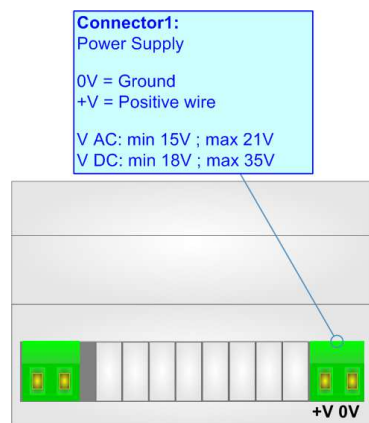 Connector1:
Power Supply
0V = Ground
+V = Positive wire
V AC: min 15V ; max 21V
V DC: min 18V ; max 35V
+V 0V